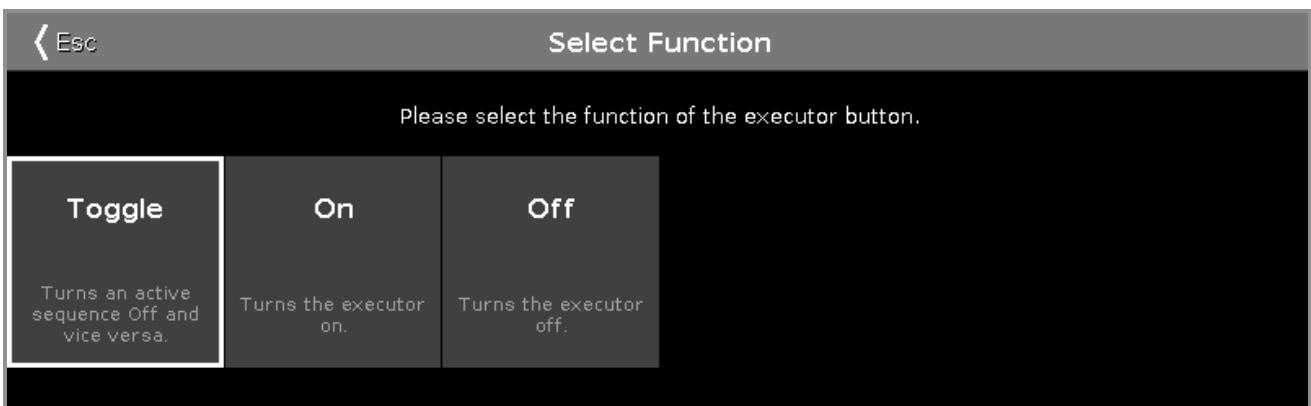 Esc
Select Function
Please select the function of the executor button.
Toggle
On
Off
Turns an active
sequence Off and
vice versa.
Turns the executor
on.
Turns the executor
off.